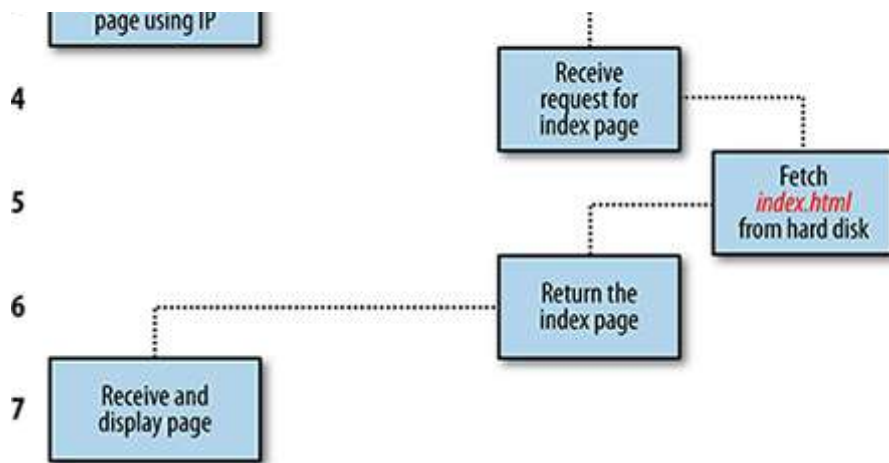 page using IP
4
Receive
request for
index page
5
Fetch
index.html
from hard disk
6
Return the
index page
7
Receive and
display page